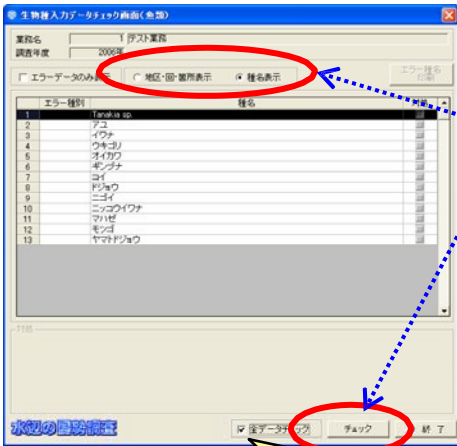 生物種入力データチェック画面(魚類)
業務名 1 テスト業務
調査年度 2006年
エラーデータのみ表示 地区・回・箇所表示 種名表示 エラー種名印刷
エラー種別 種名 判断
1 Tanakia sp.
2 アユ
3 イワナ
4 ウキゴリ
5 オイカワ
6 ギンブナ
7 コイ
8 ドジョウ
9 ニゴイ
10 ニッコウイワナ
11 マハゼ
12 モツゴ
13 ヤマトドジョウ
水辺の国勢調査
全データチェック チェック 終了